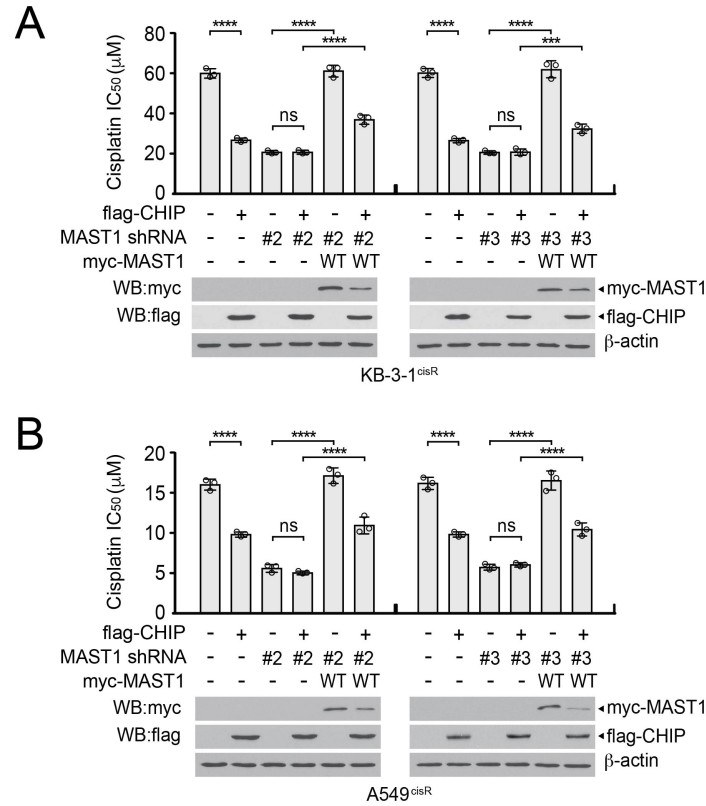 A
**** **** ****
**** **** ***
ns ns
Cisplatin IC50 (μM)
80
60
40
20
0
flag-CHIP - + - + - + - + - + - +
MAST1 shRNA - - #2 #2 #2 #2 - - #3 #3 #3 #3
myc-MAST1 - - - - WT WT - - - - WT WT
WB:myc myc-MAST1
WB:flag flag-CHIP
β-actin
KB-3-1cisR
B
**** **** **** ****
**** ****
ns ns
Cisplatin IC50 (μM)
20
15
10
5
0
flag-CHIP - + - + - + - + - + - +
MAST1 shRNA - - #2 #2 #2 #2 - - #3 #3 #3 #3
myc-MAST1 - - - - WT WT - - - - WT WT
WB:myc myc-MAST1
WB:flag flag-CHIP
β-actin
A549cisR